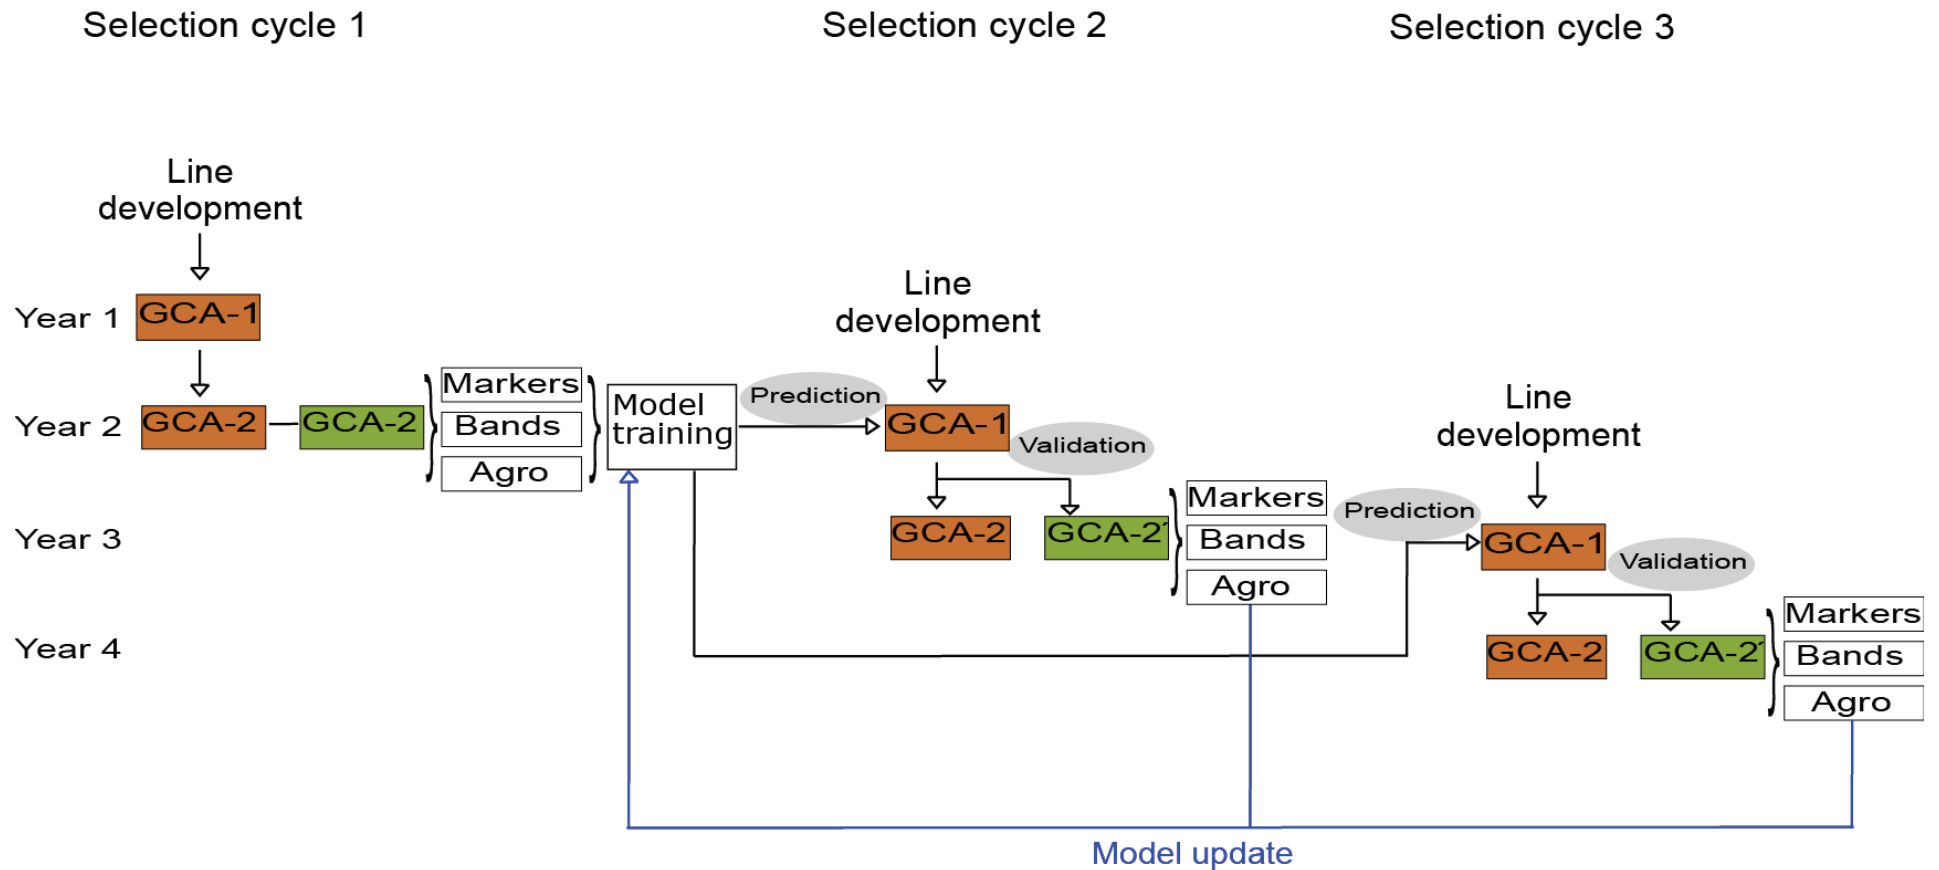 Selection cycle 1
Selection cycle 2
Selection cycle 3
Line
development
Year 1
GCA-1
Year 2
GCA-2
GCA-2
Markers
Bands
Agro
Model
training
Prediction
Line
development
GCA-1
Validation
Year 3
GCA-2
GCA-2'
Markers
Bands
Agro
Prediction
Line
development
GCA-1
Validation
Year 4
GCA-2
GCA-2'
Markers
Bands
Agro
Model update